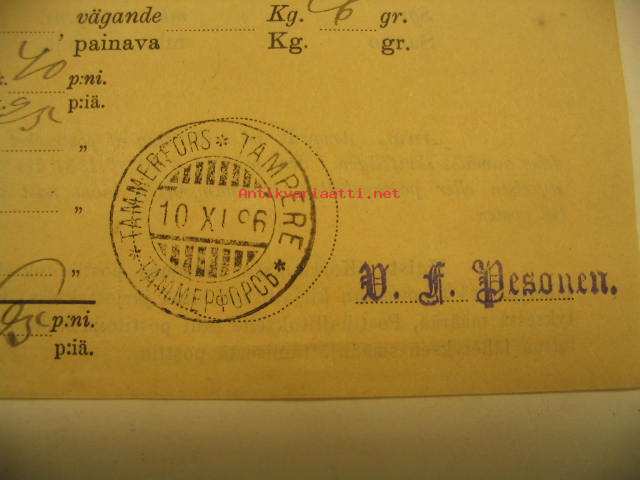 vägande Kg. 6 gr.
painava Kg. gr.
40 p:ni.
p:iä.
"
"
"
p:ni.
p:iä.
TAMMERFORS * TAMPERE
10 XI 96
* ТАММЕРФОРСЪ *
V. F. Pesonen.
Antikvariaatti.net